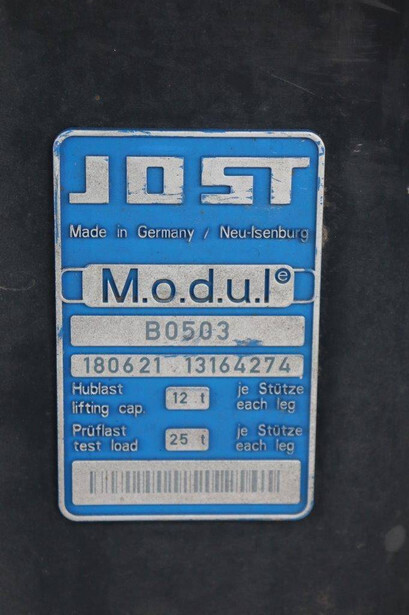 JOST
Made in Germany / Neu-Isenburg
M.o.d.u.l®
B0503
180621 13164274
Hublast je Stütze
lifting cap. 12 t each leg
Prüflast je Stütze
test load 25 t each leg